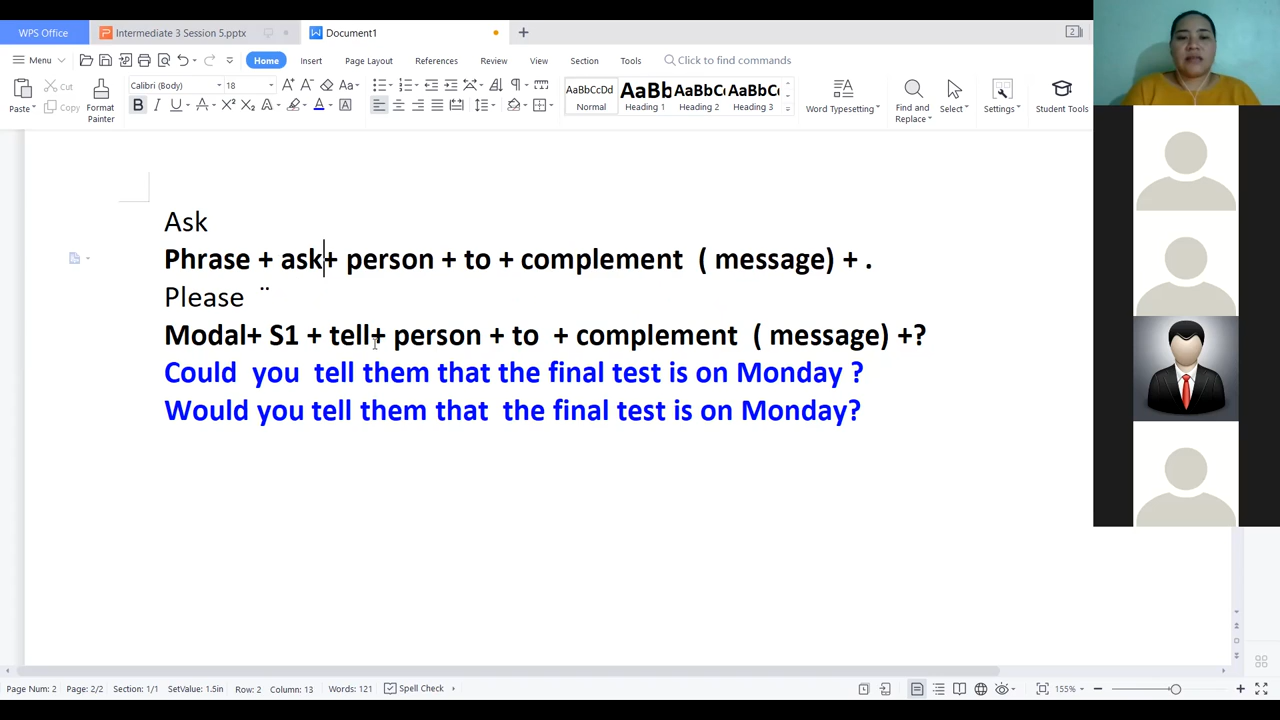 WPS Office Intermediate 3 Session 5.pptx Document1 2
Menu Home Insert Page Layout References Review View Section Tools Click to find commands
Paste Cut Copy Format Painter Calibri (Body) 18 AaBbCcDd Normal AaBb Heading 1 AaBbC Heading 2 AaBbC Heading 3 Word Typesetting Find and Replace Select Settings Student Tools
Ask
Phrase + ask+ person + to + complement ( message) + .
Please ¨
Modal+ S1 + tell+ person + to + complement ( message) +?
Could you tell them that the final test is on Monday ?
Would you tell them that the final test is on Monday?
Page Num: 2 Page: 2/2 Section: 1/1 SetValue: 1.5in Row: 2 Column: 13 Words: 121 Spell Check 155%